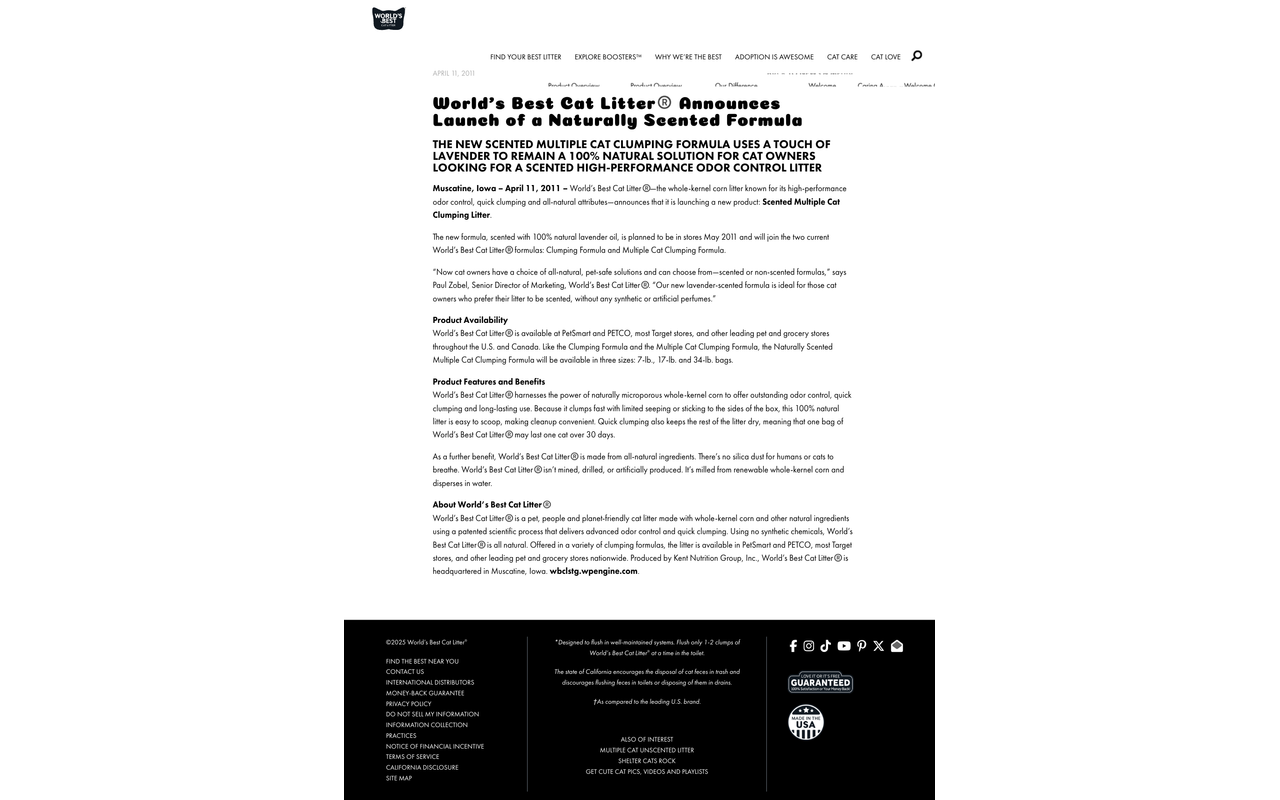 WORLD'S
BEST
FIND YOUR BEST LITTER EXPLORE BOOSTERS™ WHY WE'RE THE BEST ADOPTION IS AWESOME CAT CARE CAT LOVE
APRIL 11, 2011
Product Overview Product Overview Our Difference Welcome Caring A Welcome
World's Best Cat Litter® Announces
Launch of a Naturally Scented Formula
THE NEW SCENTED MULTIPLE CAT CLUMPING FORMULA USES A TOUCH OF
LAVENDER TO REMAIN A 100% NATURAL SOLUTION FOR CAT OWNERS
LOOKING FOR A SCENTED HIGH-PERFORMANCE ODOR CONTROL LITTER
Muscatine, Iowa – April 11, 2011 – World's Best Cat Litter®—the whole-kernel corn litter known for its high-performance
odor control, quick clumping and all-natural attributes—announces that it is launching a new product: Scented Multiple Cat
Clumping Litter.
The new formula, scented with 100% natural lavender oil, is planned to be in stores May 2011 and will join the two current
World's Best Cat Litter® formulas: Clumping Formula and Multiple Cat Clumping Formula.
"Now cat owners have a choice of all-natural, pet-safe solutions and can choose from—scented or non-scented formulas," says
Paul Zobel, Senior Director of Marketing, World's Best Cat Litter®. "Our new lavender-scented formula is ideal for those cat
owners who prefer their litter to be scented, without any synthetic or artificial perfumes."
Product Availability
World's Best Cat Litter® is available at PetSmart and PETCO, most Target stores, and other leading pet and grocery stores
throughout the U.S. and Canada. Like the Clumping Formula and the Multiple Cat Clumping Formula, the Naturally Scented
Multiple Cat Clumping Formula will be available in three sizes: 7-lb., 17-lb. and 34-lb. bags.
Product Features and Benefits
World's Best Cat Litter® harnesses the power of naturally microporous whole-kernel corn to offer outstanding odor control, quick
clumping and long-lasting use. Because it clumps fast with limited seeping or sticking to the sides of the box, this 100% natural
litter is easy to scoop, making cleanup convenient. Quick clumping also keeps the rest of the litter dry, meaning that one bag of
World's Best Cat Litter® may last one cat over 30 days.
As a further benefit, World's Best Cat Litter® is made from all-natural ingredients. There's no silica dust for humans or cats to
breathe. World's Best Cat Litter® isn't mined, drilled, or artificially produced. It's milled from renewable whole-kernel corn and
disperses in water.
About World's Best Cat Litter®
World's Best Cat Litter® is a pet, people and planet-friendly cat litter made with whole-kernel corn and other natural ingredients
using a patented scientific process that delivers advanced odor control and quick clumping. Using no synthetic chemicals, World's
Best Cat Litter® is all natural. Offered in a variety of clumping formulas, the litter is available in PetSmart and PETCO, most Target
stores, and other leading pet and grocery stores nationwide. Produced by Kent Nutrition Group, Inc., World's Best Cat Litter® is
headquartered in Muscatine, Iowa. wbclstg.wpengine.com.
©2025 World's Best Cat Litter®
FIND THE BEST NEAR YOU
CONTACT US
INTERNATIONAL DISTRIBUTORS
MONEY-BACK GUARANTEE
PRIVACY POLICY
DO NOT SELL MY INFORMATION
INFORMATION COLLECTION
PRACTICES
NOTICE OF FINANCIAL INCENTIVE
TERMS OF SERVICE
CALIFORNIA DISCLOSURE
SITE MAP
*Designed to flush in well-maintained systems. Flush only 1-2 clumps of
World's Best Cat Litter® at a time in the toilet.
The state of California encourages the disposal of cat feces in trash and
discourages flushing feces in toilets or disposing of them in drains.
†As compared to the leading U.S. brand.
ALSO OF INTEREST
MULTIPLE CAT UNSCENTED LITTER
SHELTER CATS ROCK
GET CUTE CAT PICS, VIDEOS AND PLAYLISTS
LOVE IT OR IT'S FREE
GUARANTEED
100% Satisfaction or Your Money Back!
MADE IN THE
USA